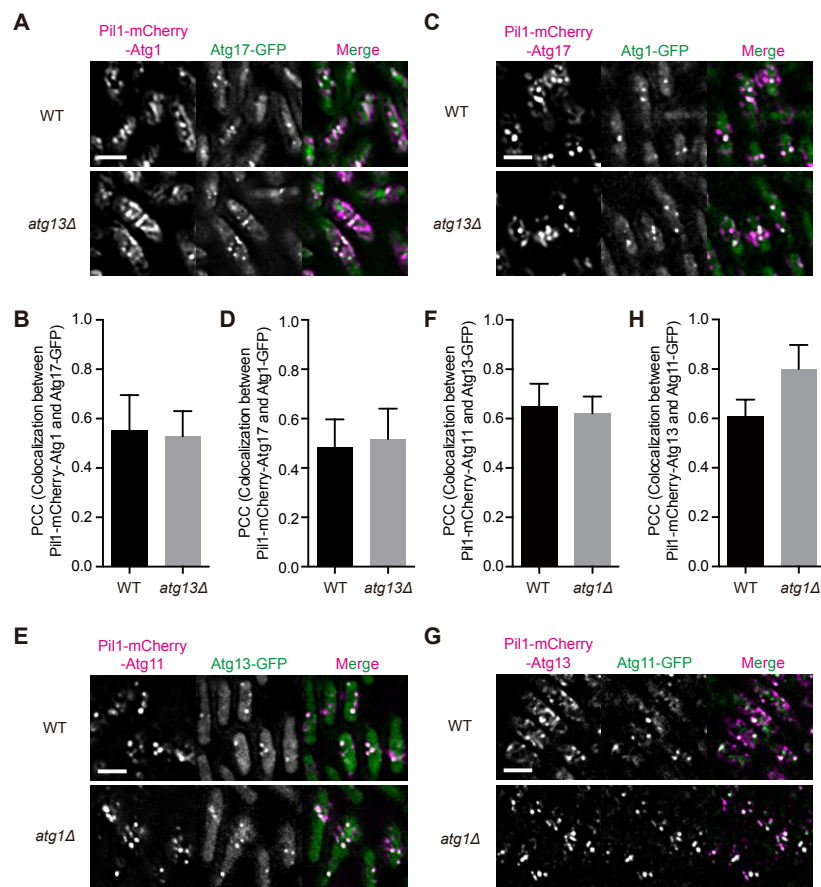 A
Pil1-mCherry
-Atg1
Atg17-GFP
Merge
WT
atg13Δ
C
Pil1-mCherry
-Atg17
Atg1-GFP
Merge
WT
atg13Δ
B
PCC (Colocalization between
Pil1-mCherry-Atg1 and Atg17-GFP)
1.0
0.8
0.6
0.4
0.2
0.0
WT
atg13Δ
D
PCC (Colocalization between
Pil1-mCherry-Atg17 and Atg1-GFP)
1.0
0.8
0.6
0.4
0.2
0.0
WT
atg13Δ
F
PCC (Colocalization between
Pil1-mCherry-Atg11 and Atg13-GFP)
1.0
0.8
0.6
0.4
0.2
0.0
WT
atg1Δ
H
PCC (Colocalization between
Pil1-mCherry-Atg13 and Atg11-GFP)
1.0
0.8
0.6
0.4
0.2
0.0
WT
atg1Δ
E
Pil1-mCherry
-Atg11
Atg13-GFP
Merge
WT
atg1Δ
G
Pil1-mCherry
-Atg13
Atg11-GFP
Merge
WT
atg1Δ